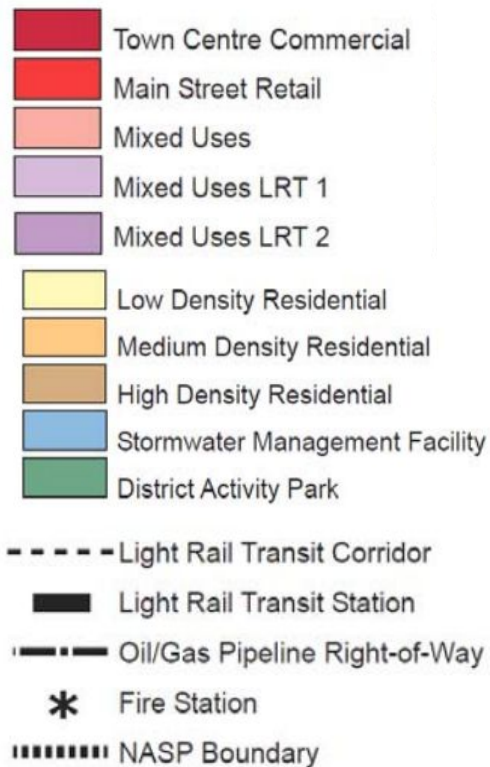 Town Centre Commercial
Main Street Retail
Mixed Uses
Mixed Uses LRT 1
Mixed Uses LRT 2
Low Density Residential
Medium Density Residential
High Density Residential
Stormwater Management Facility
District Activity Park
Light Rail Transit Corridor
Light Rail Transit Station
Oil/Gas Pipeline Right-of-Way
Fire Station
NASP Boundary